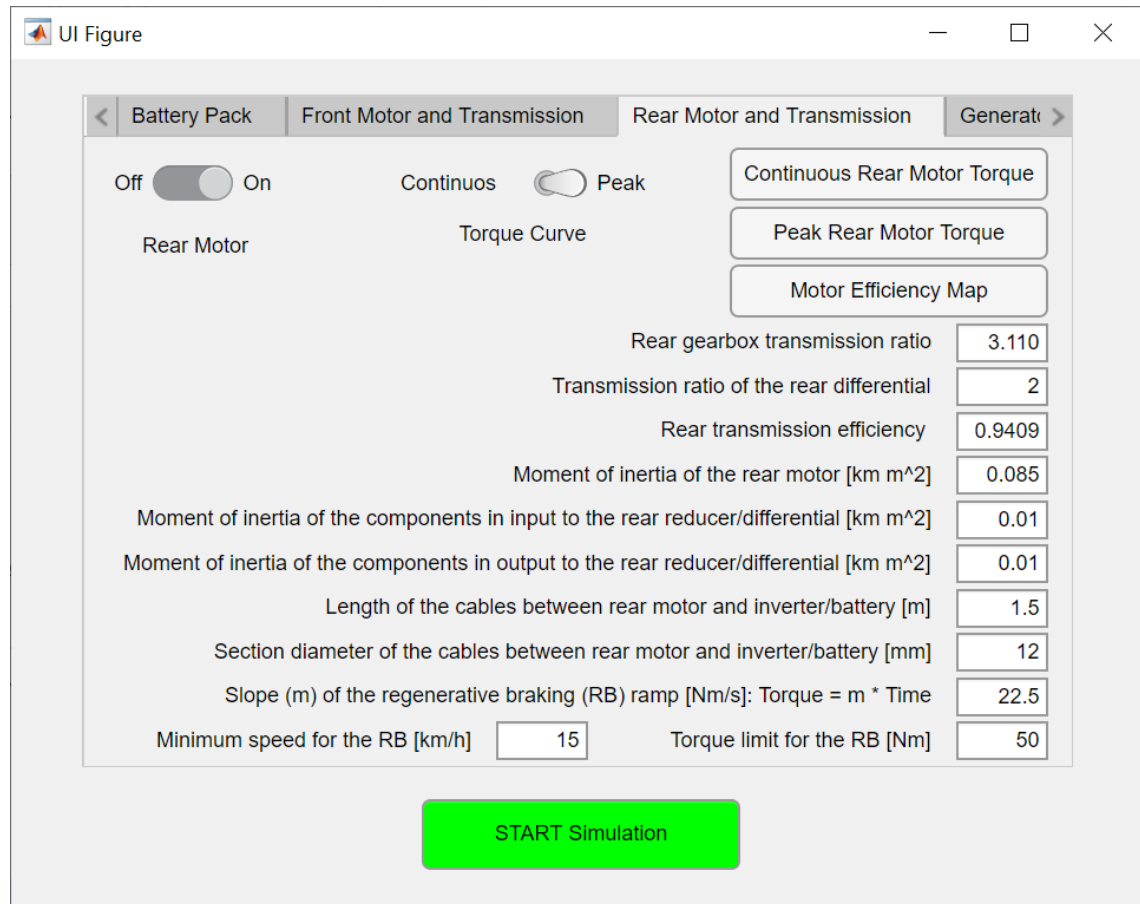 UI Figure
Battery Pack
Front Motor and Transmission
Rear Motor and Transmission
Generato
Off
On
Continuos
Peak
Continuous Rear Motor Torque
Rear Motor
Torque Curve
Peak Rear Motor Torque
Motor Efficiency Map
Rear gearbox transmission ratio 3.110
Transmission ratio of the rear differential 2
Rear transmission efficiency 0.9409
Moment of inertia of the rear motor [km m^2] 0.085
Moment of inertia of the components in input to the rear reducer/differential [km m^2] 0.01
Moment of inertia of the components in output to the rear reducer/differential [km m^2] 0.01
Length of the cables between rear motor and inverter/battery [m] 1.5
Section diameter of the cables between rear motor and inverter/battery [mm] 12
Slope (m) of the regenerative braking (RB) ramp [Nm/s]: Torque = m * Time 22.5
Minimum speed for the RB [km/h] 15 Torque limit for the RB [Nm] 50
START Simulation